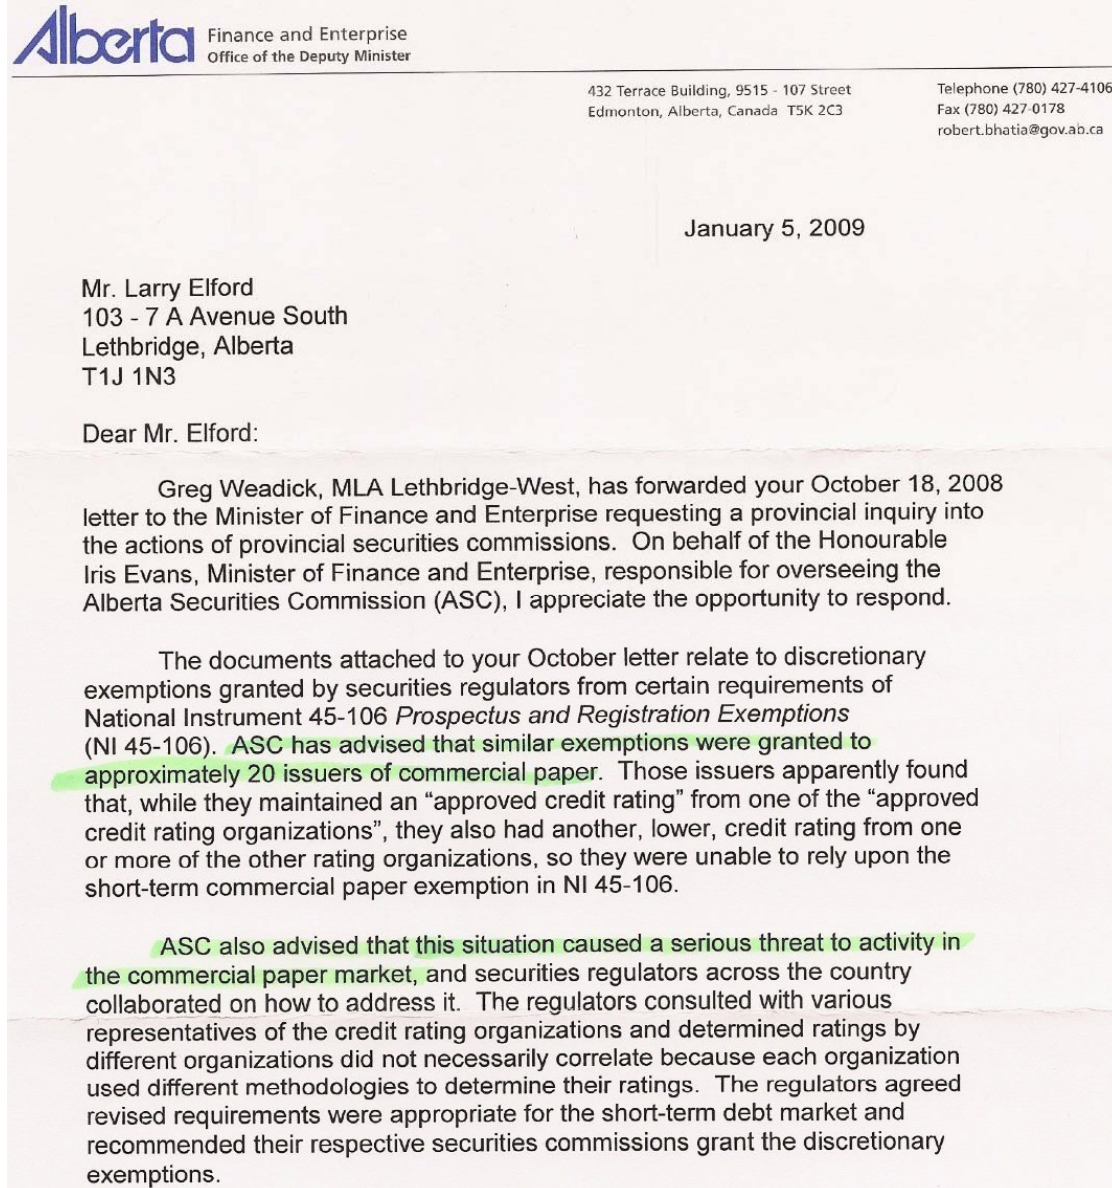 Alberta
Finance and Enterprise
Office of the Deputy Minister
432 Terrace Building, 9515 - 107 Street
Edmonton, Alberta, Canada T5K 2C3
Telephone (780) 427-4106
Fax (780) 427-0178
robert.bhatia@gov.ab.ca
January 5, 2009
Mr. Larry Elford
103 - 7 A Avenue South
Lethbridge, Alberta
T1J 1N3
Dear Mr. Elford:
Greg Weadick, MLA Lethbridge-West, has forwarded your October 18, 2008
letter to the Minister of Finance and Enterprise requesting a provincial inquiry into
the actions of provincial securities commissions. On behalf of the Honourable
Iris Evans, Minister of Finance and Enterprise, responsible for overseeing the
Alberta Securities Commission (ASC), I appreciate the opportunity to respond.
The documents attached to your October letter relate to discretionary
exemptions granted by securities regulators from certain requirements of
National Instrument 45-106 Prospectus and Registration Exemptions
(NI 45-106). ASC has advised that similar exemptions were granted to
approximately 20 issuers of commercial paper. Those issuers apparently found
that, while they maintained an “approved credit rating” from one of the “approved
credit rating organizations”, they also had another, lower, credit rating from one
or more of the other rating organizations, so they were unable to rely upon the
short-term commercial paper exemption in NI 45-106.
ASC also advised that this situation caused a serious threat to activity in
the commercial paper market, and securities regulators across the country
collaborated on how to address it. The regulators consulted with various
representatives of the credit rating organizations and determined ratings by
different organizations did not necessarily correlate because each organization
used different methodologies to determine their ratings. The regulators agreed
revised requirements were appropriate for the short-term debt market and
recommended their respective securities commissions grant the discretionary
exemptions.